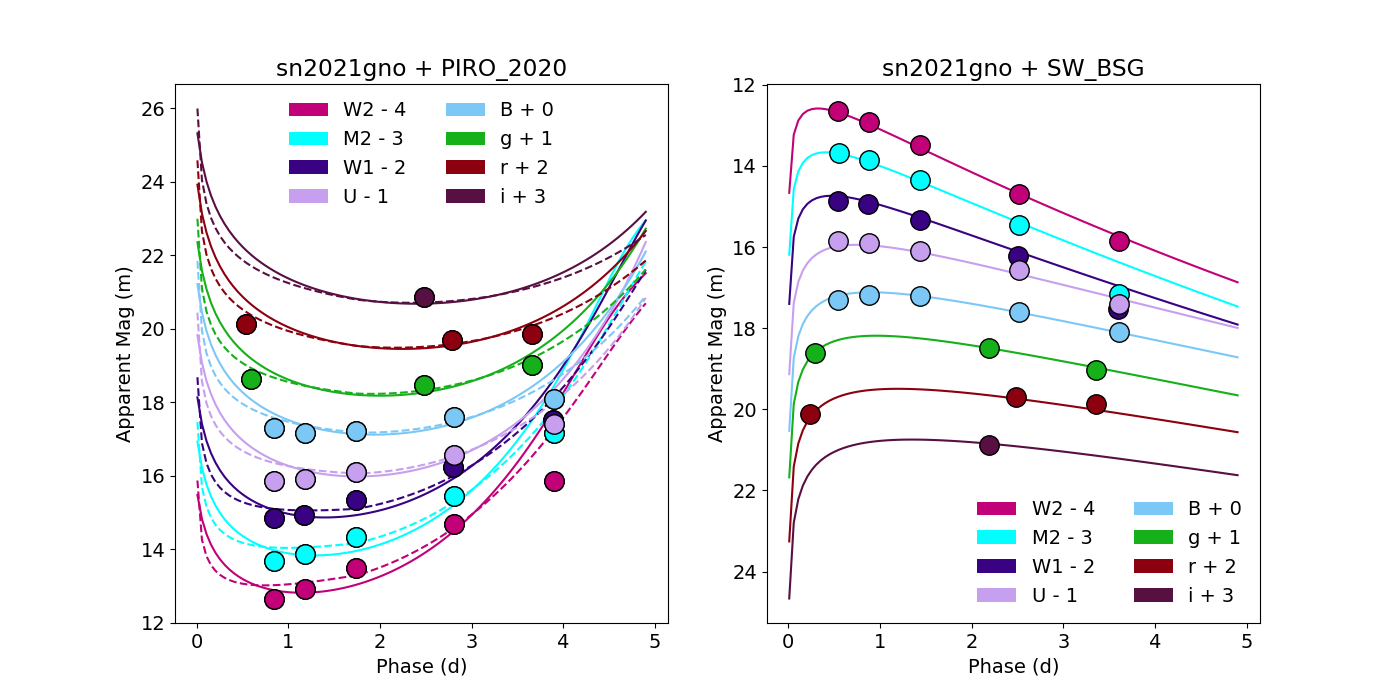 sn2021gno + PIRO_2020
26
24
22
20
18
16
14
12
Apparent Mag (m)
W2 - 4
M2 - 3
W1 - 2
U - 1
B + 0
g + 1
r + 2
i + 3
0 1 2 3 4 5
Phase (d)
sn2021gno + SW_BSG
12
14
16
18
20
22
24
Apparent Mag (m)
W2 - 4
M2 - 3
W1 - 2
U - 1
B + 0
g + 1
r + 2
i + 3
0 1 2 3 4 5
Phase (d)